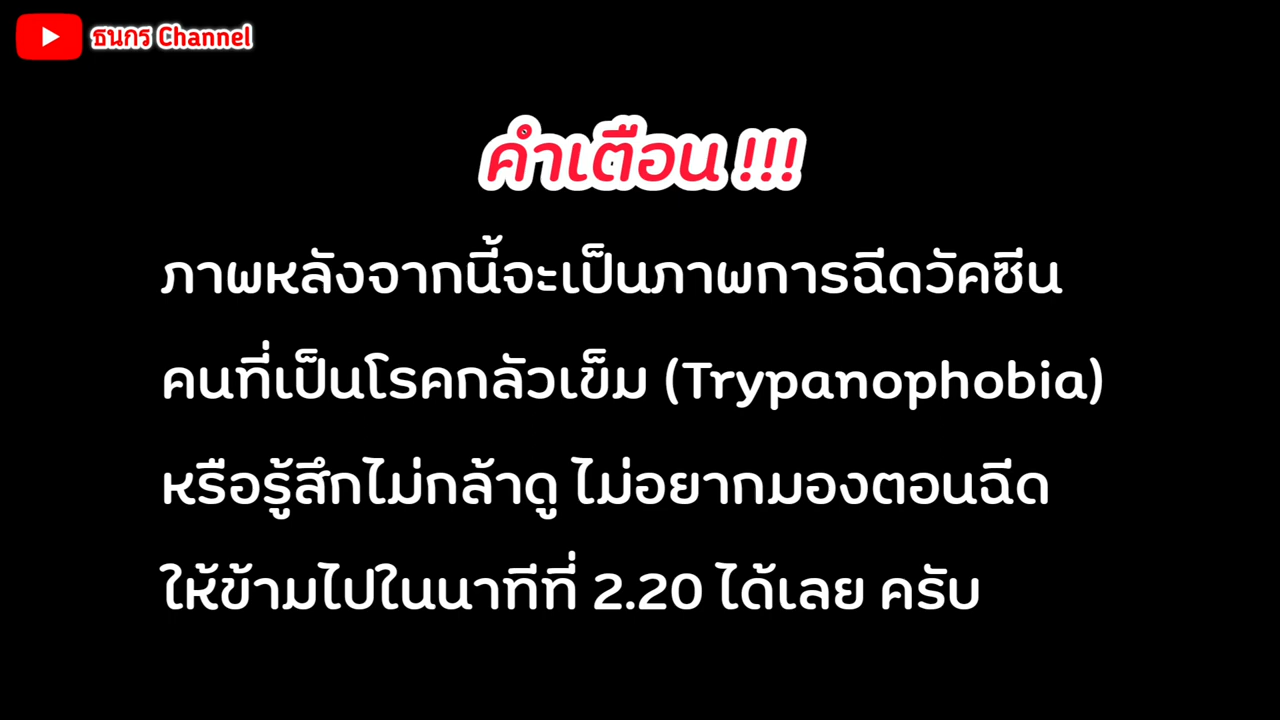 ธนกร Channel
คำเตือน !!!
ภาพหลังจากนี้จะเป็นภาพการฉีดวัคซีน
คนที่เป็นโรคกลัวเข็ม (Trypanophobia)
หรือรู้สึกไม่กล้าดู ไม่อยากมองตอนฉีด
ให้ข้ามไปในนาทีที่ 2.20 ได้เลย ครับ